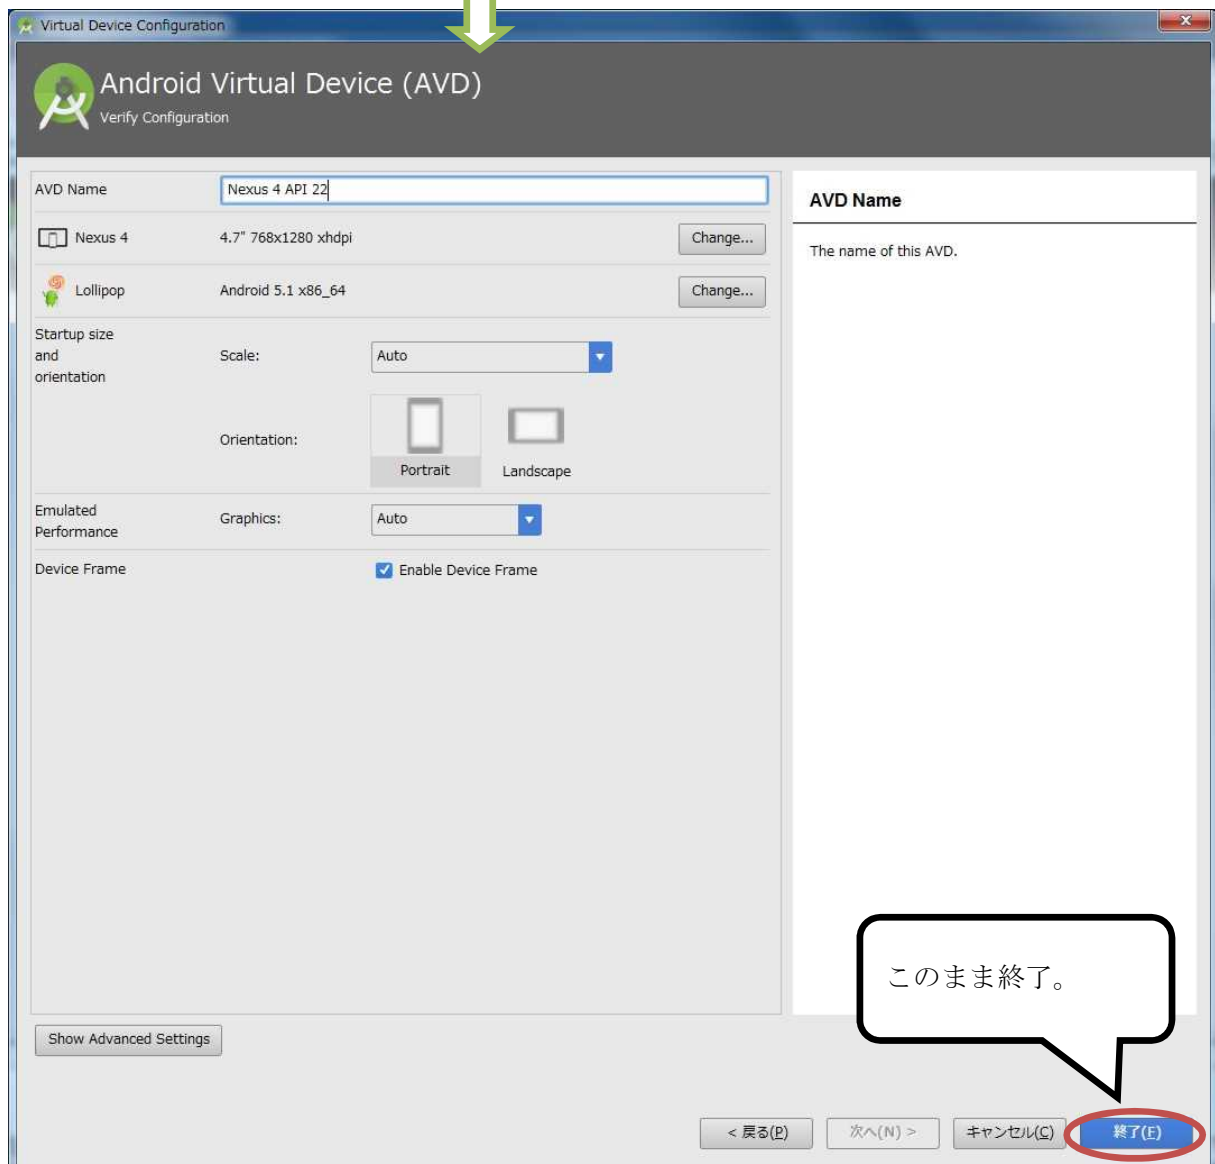 Virtual Device Configuration
Android Virtual Device (AVD)
Verify Configuration
AVD Name
Nexus 4 API 22
Nexus 4
4.7" 768x1280 xhdpi
Change...
Lollipop
Android 5.1 x86_64
Change...
Startup size
and
orientation
Scale:
Auto
Orientation:
Portrait
Landscape
Emulated
Performance
Graphics:
Auto
Device Frame
Enable Device Frame
AVD Name
The name of this AVD.
このまま終了。
Show Advanced Settings
< 戻る(P)
次へ(N) >
キャンセル(C)
終了(F)